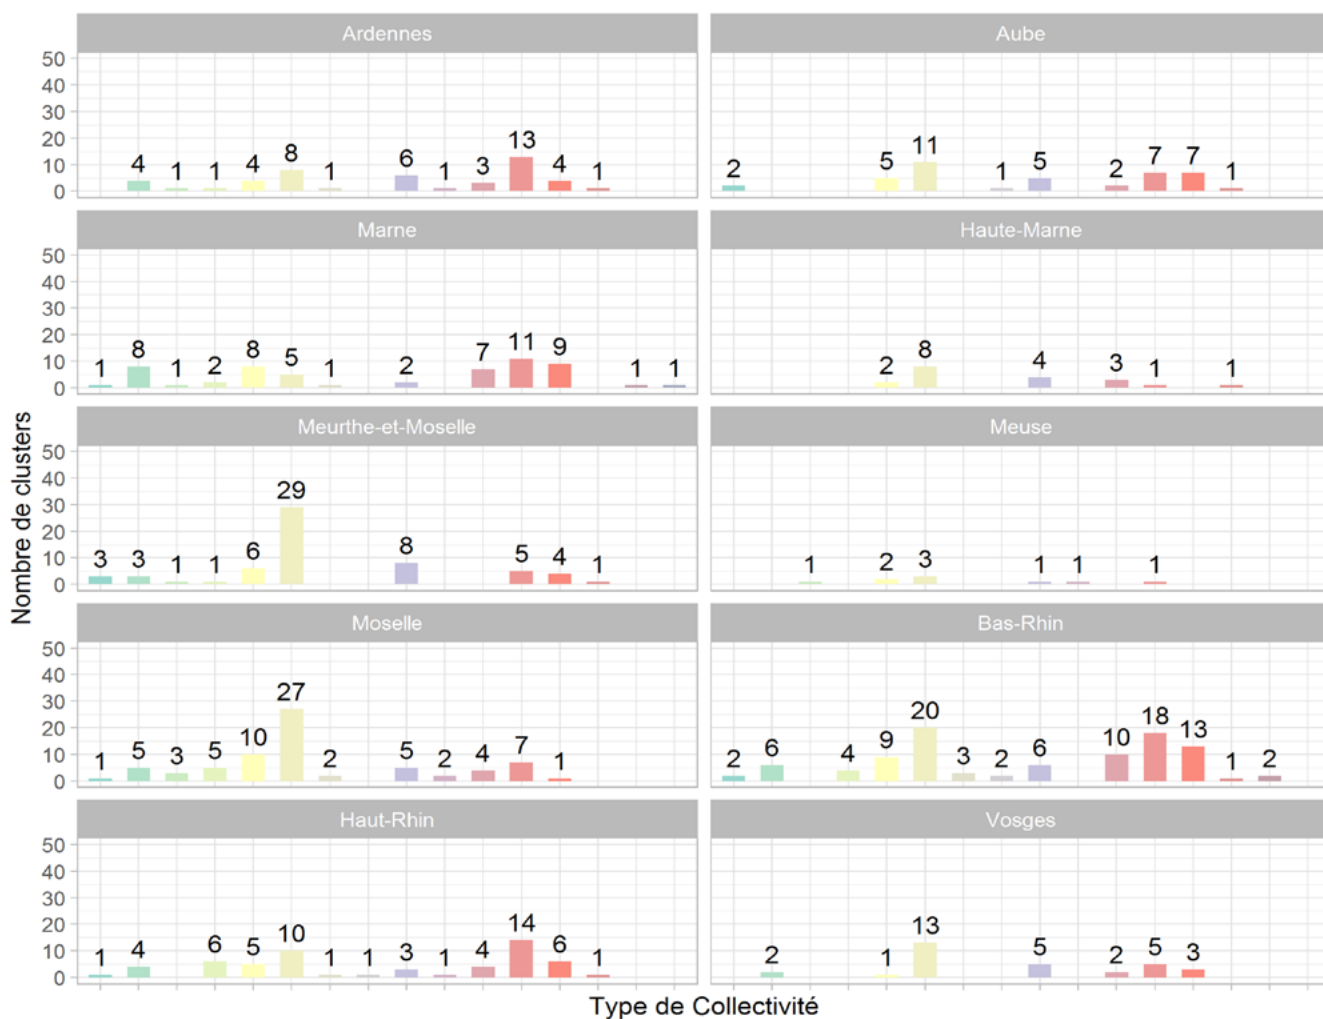 Ardennes
Aube
50
40
30
20
10
0
4 1 1 4 8 1 6 1 3 13 4 1
2 5 11 1 5 2 7 7 1
Marne
Haute-Marne
50
40
30
20
10
0
1 8 1 2 8 5 1 2 7 11 9 1 1
2 8 4 3 1 1
Meurthe-et-Moselle
Meuse
50
40
30
20
10
0
3 3 1 1 6 29 8 5 4 1
1 2 3 1 1 1
Moselle
Bas-Rhin
50
40
30
20
10
0
1 5 3 5 10 27 2 5 2 4 7 1
2 6 4 9 20 3 2 6 10 18 13 1 2
Haut-Rhin
Vosges
50
40
30
20
10
0
1 4 6 5 10 1 1 3 1 4 14 6 1
2 1 13 5 2 5 3
Nombre de clusters
Type de Collectivité